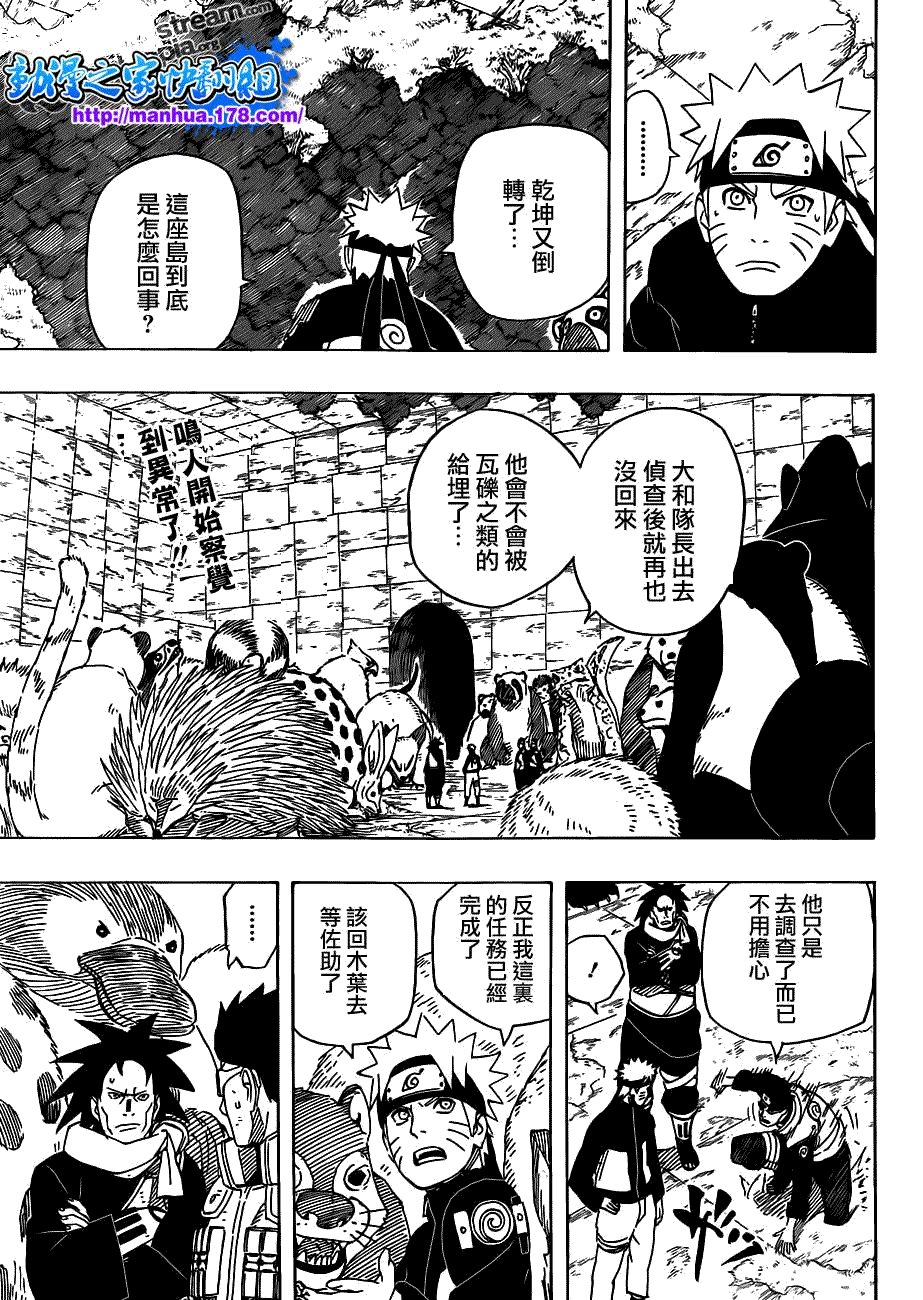 Stream.com
動漫之家快翻組
http://manhua.178.com/
………
乾坤又倒
轉了…
這座島到底
是怎麼回事?
大和隊長出去
偵查後就再也
沒回來
他會不會被
瓦礫之類的
給埋了…
鳴人開始察覺
到異常了!!
…
他只是
去調查了而已
不用擔心
!
ザッ
反正我這裏
的任務已經
完成了
該回木葉去
等佐助了
………